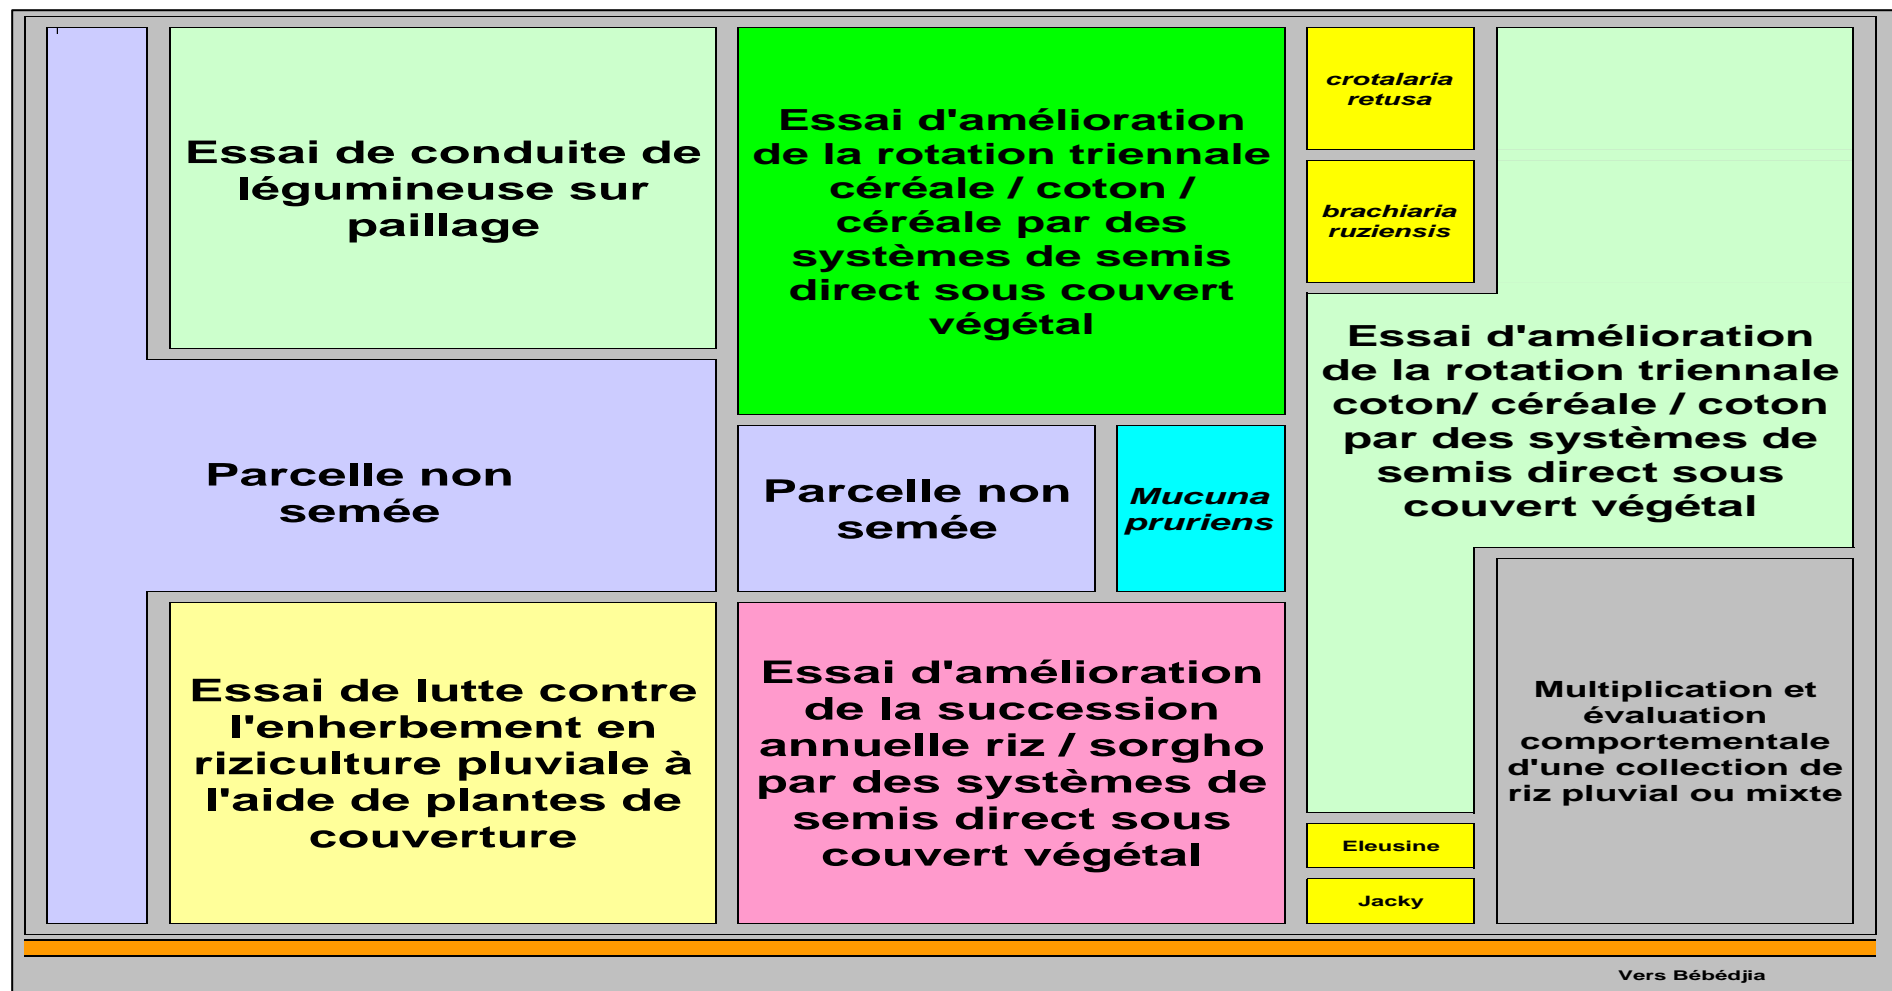 Essai de conduite de
légumineuse sur
paillage
Essai d'amélioration
de la rotation triennale
céréale / coton /
céréale par des
systèmes de semis
direct sous couvert
végétal
crotalaria
retusa
brachiaria
ruziensis
Essai d'amélioration
de la rotation triennale
coton/ céréale / coton
par des systèmes de
semis direct sous
couvert végétal
Parcelle non
semée
Parcelle non
semée
Mucuna
pruriens
Essai de lutte contre
l'enherbement en
riziculture pluviale à
l'aide de plantes de
couverture
Essai d'amélioration
de la succession
annuelle riz / sorgho
par des systèmes de
semis direct sous
couvert végétal
Multiplication et
évaluation
comportementale
d'une collection de
riz pluvial ou mixte
Eleusine
Jacky
Vers Bébédjia